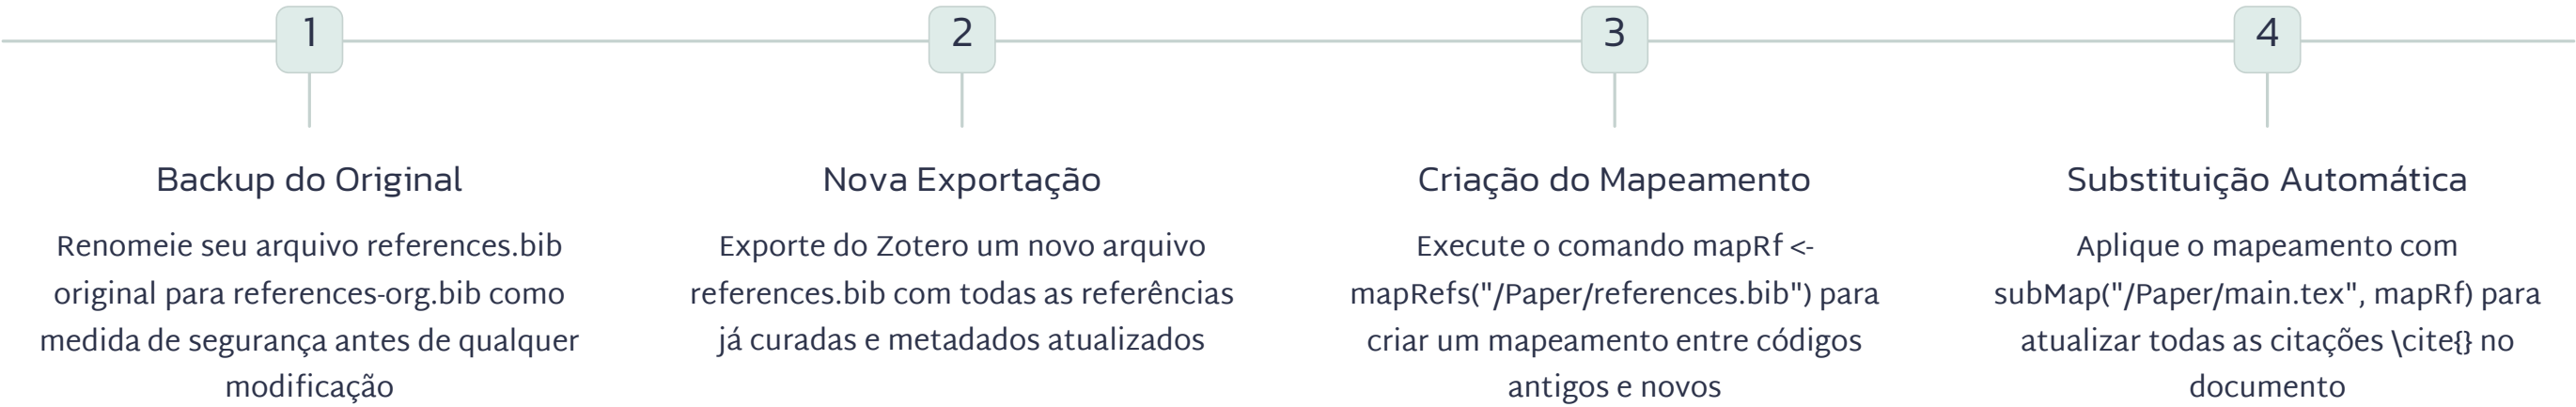 1
Backup do Original
Renomeie seu arquivo references.bib
original para references-org.bib como
medida de segurança antes de qualquer
modificação
2
Nova Exportação
Exporte do Zotero um novo arquivo
references.bib com todas as referências
já curadas e metadados atualizados
3
Criação do Mapeamento
Execute o comando mapRf <-
mapRefs("/Paper/references.bib") para
criar um mapeamento entre códigos
antigos e novos
4
Substituição Automática
Aplique o mapeamento com
subMap("/Paper/main.tex", mapRf) para
atualizar todas as citações \cite{} no
documento